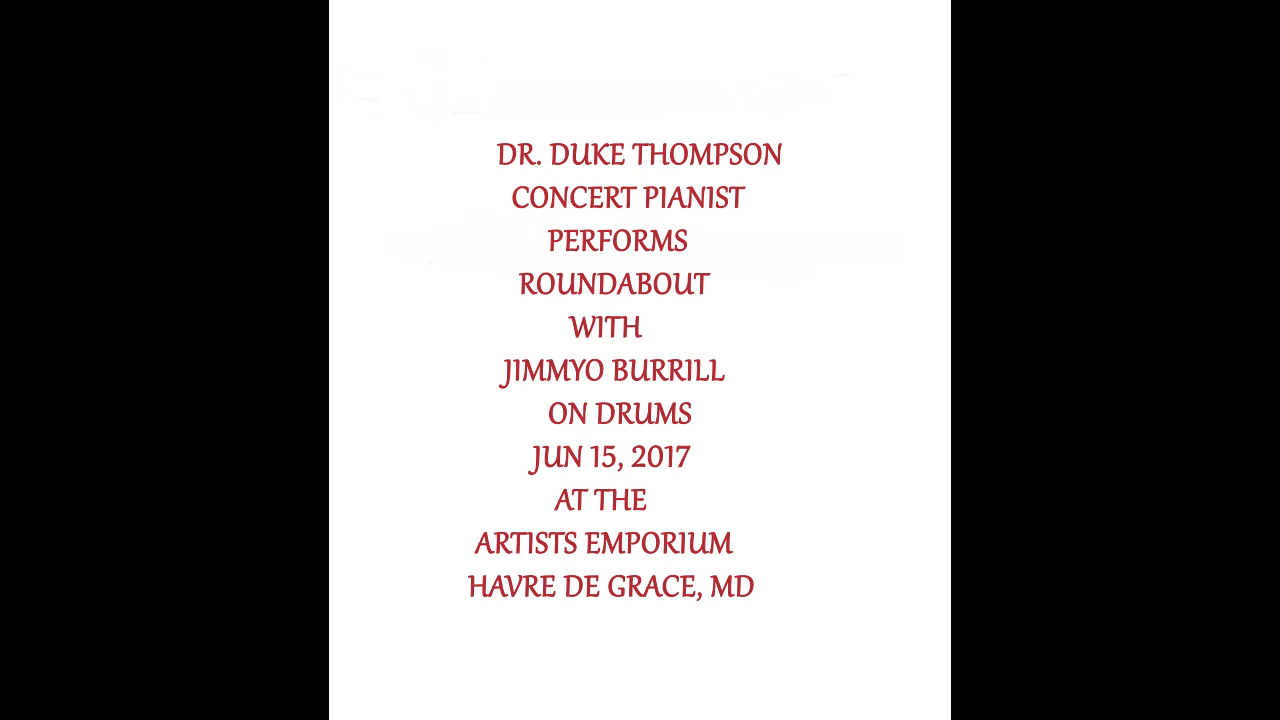 DR. DUKE THOMPSON
CONCERT PIANIST
PERFORMS
ROUNDABOUT
WITH
JIMMYO BURRILL
ON DRUMS
JUN 15, 2017
AT THE
ARTISTS EMPORIUM
HAVRE DE GRACE, MD